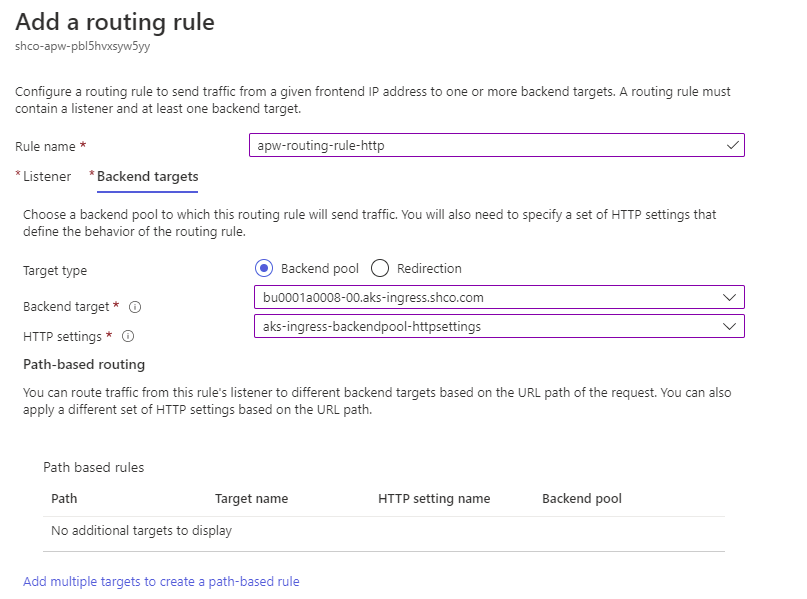 Add a routing rule
shco-apw-pbl5hvxsyw5yy
Configure a routing rule to send traffic from a given frontend IP address to one or more backend targets. A routing rule must
contain a listener and at least one backend target.
Rule name * apw-routing-rule-http
* Listener * Backend targets
Choose a backend pool to which this routing rule will send traffic. You will also need to specify a set of HTTP settings that
define the behavior of the routing rule.
Target type Backend pool Redirection
Backend target * bu0001a0008-00.aks-ingress.shco.com
HTTP settings * aks-ingress-backendpool-httpsettings
Path-based routing
You can route traffic from this rule's listener to different backend targets based on the URL path of the request. You can also
apply a different set of HTTP settings based on the URL path.
Path based rules
Path Target name HTTP setting name Backend pool
No additional targets to display
Add multiple targets to create a path-based rule